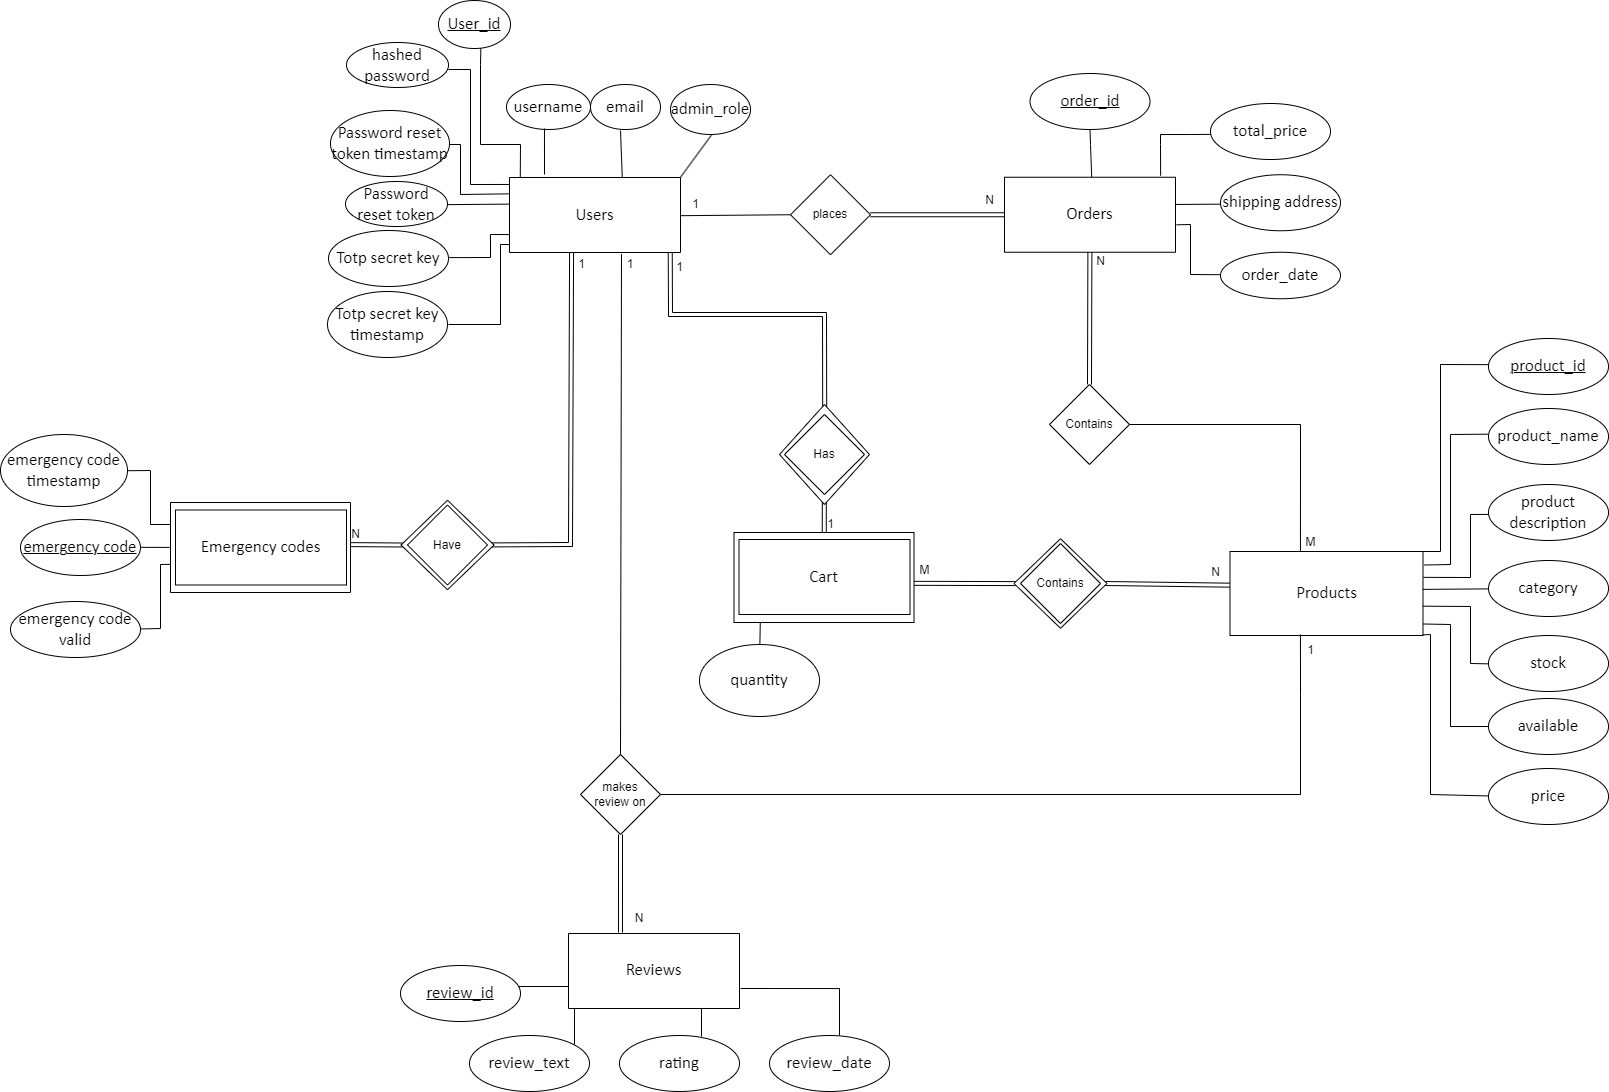 User_id
hashed
password
username
email
admin_role
order_id
total_price
Password reset
token timestamp
Password
reset token
Users
1
places
N
Orders
shipping address
Totp secret key
order_date
1
1
1
N
Totp secret key
timestamp
product_id
Contains
product_name
Has
emergency code
timestamp
product
description
emergency code
Emergency codes
N
Have
1
M
Cart
M
Contains
N
Products
category
emergency code
valid
1
stock
quantity
available
makes
review on
price
N
Reviews
review_id
review_text
rating
review_date